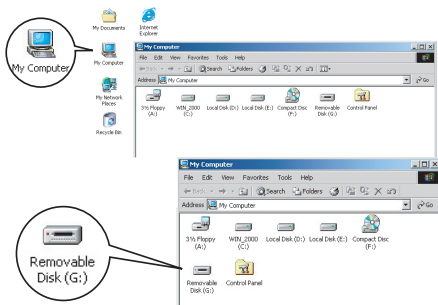 My Documents
Internet
Explorer
My Computer
My Computer
My Network
Places
Recycle Bin
My Computer
File Edit View Favorites Tools Help
Back Search Folders
Address My Computer Go
3½ Floppy
(A:)
WIN_2000
(C:)
Local Disk (D:)
Local Disk (E:)
Compact Disc
(F:)
Removable
Disk (G:)
Control Panel
My Computer
File Edit View Favorites Tools Help
Back Search Folders
Address My Computer Go
3½ Floppy
(A:)
WIN_2000
(C:)
Local Disk (D:)
Local Disk (E:)
Compact Disc
(F:)
Removable
Disk (G:)
Control Panel
Removable
Disk (G:)